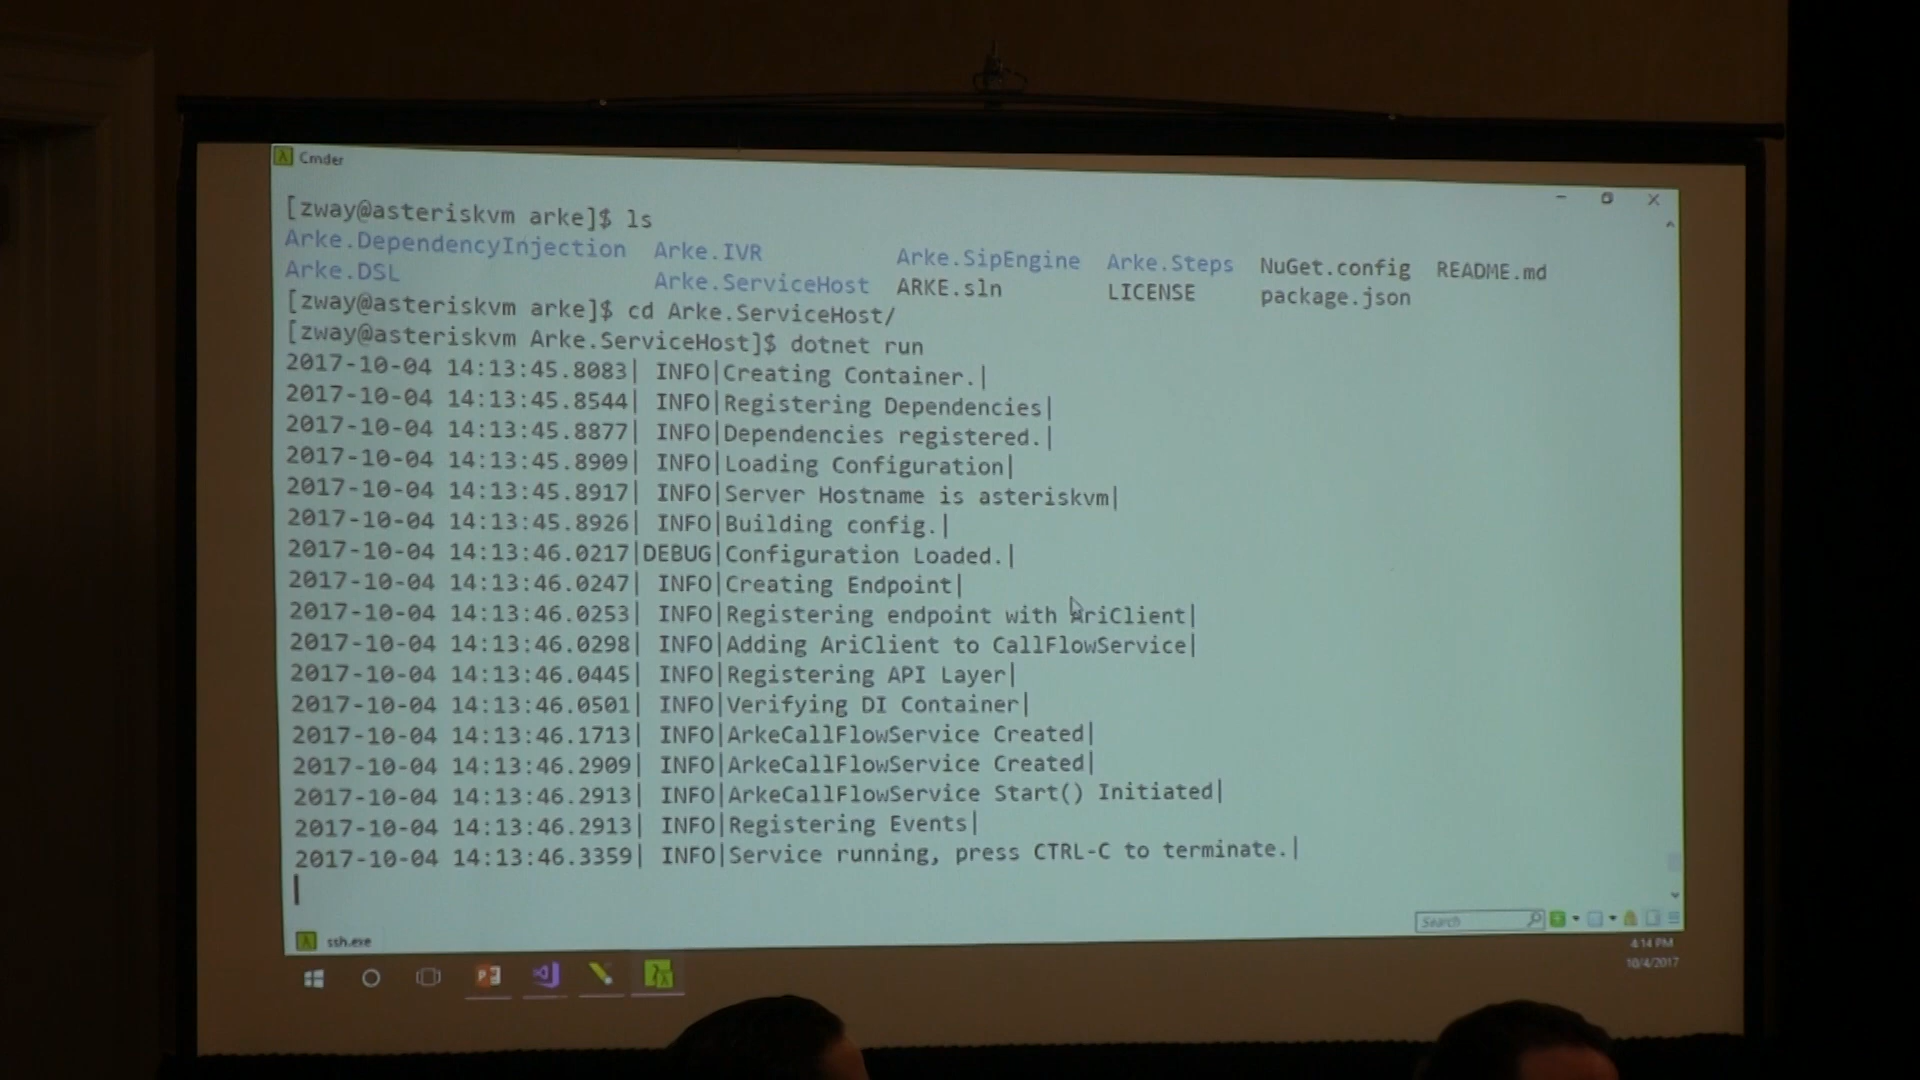 Cmder
[zway@asteriskvm arke]$ ls
Arke.DependencyInjection Arke.IVR Arke.SipEngine Arke.Steps NuGet.config README.md
Arke.DSL Arke.ServiceHost ARKE.sln LICENSE package.json
[zway@asteriskvm arke]$ cd Arke.ServiceHost/
[zway@asteriskvm Arke.ServiceHost]$ dotnet run
2017-10-04 14:13:45.8083| INFO|Creating Container.|
2017-10-04 14:13:45.8544| INFO|Registering Dependencies|
2017-10-04 14:13:45.8877| INFO|Dependencies registered.|
2017-10-04 14:13:45.8909| INFO|Loading Configuration|
2017-10-04 14:13:45.8917| INFO|Server Hostname is asteriskvm|
2017-10-04 14:13:45.8926| INFO|Building config.|
2017-10-04 14:13:46.0217|DEBUG|Configuration Loaded.|
2017-10-04 14:13:46.0247| INFO|Creating Endpoint|
2017-10-04 14:13:46.0253| INFO|Registering endpoint with AriClient|
2017-10-04 14:13:46.0298| INFO|Adding AriClient to CallFlowService|
2017-10-04 14:13:46.0445| INFO|Registering API Layer|
2017-10-04 14:13:46.0501| INFO|Verifying DI Container|
2017-10-04 14:13:46.1713| INFO|ArkeCallFlowService Created|
2017-10-04 14:13:46.2909| INFO|ArkeCallFlowService Created|
2017-10-04 14:13:46.2913| INFO|ArkeCallFlowService Start() Initiated|
2017-10-04 14:13:46.2913| INFO|Registering Events|
2017-10-04 14:13:46.3359| INFO|Service running, press CTRL-C to terminate.|
Search
ssh.exe
4:14 PM
10/4/2017